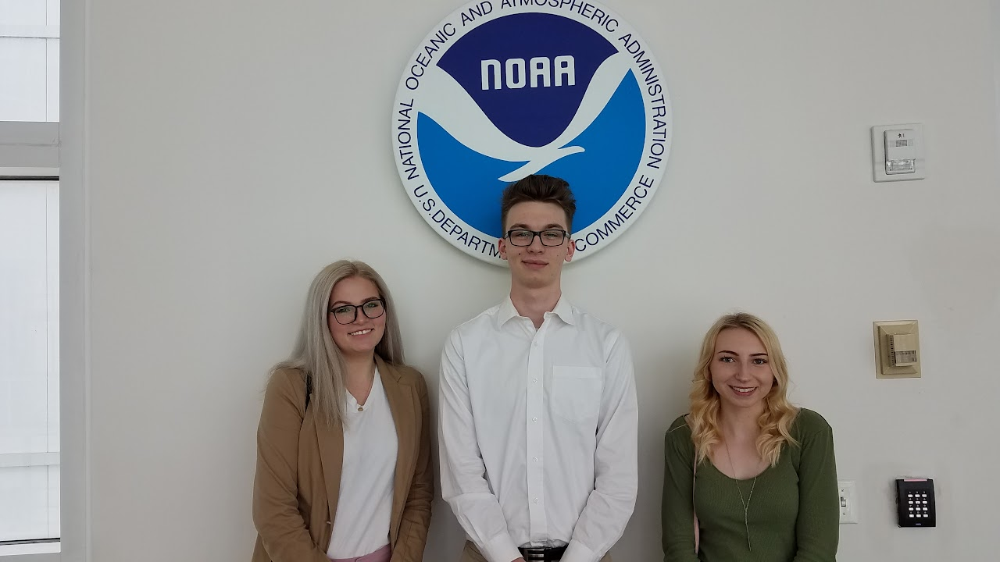 NATIONAL OCEANIC AND ATMOSPHERIC ADMINISTRATION
NOAA
U.S. DEPARTM
COMMERCE